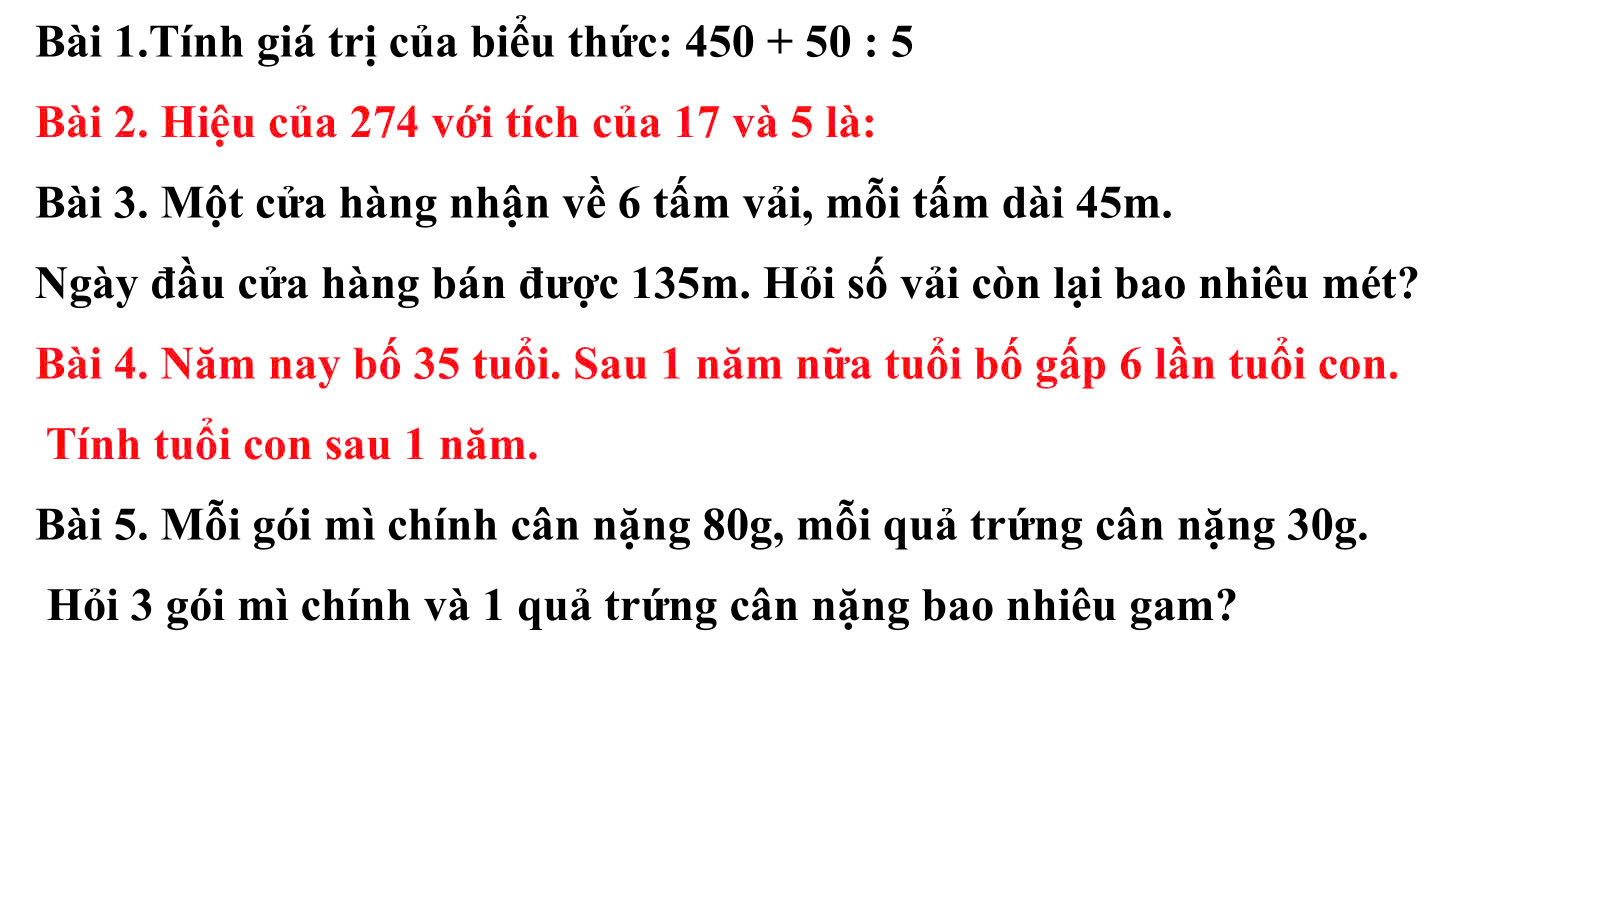 Bài 1.Tính giá trị của biểu thức: 450 + 50 : 5
Bài 2. Hiệu của 274 với tích của 17 và 5 là:
Bài 3. Một cửa hàng nhận về 6 tấm vải, mỗi tấm dài 45m.
Ngày đầu cửa hàng bán được 135m. Hỏi số vải còn lại bao nhiêu mét?
Bài 4. Năm nay bố 35 tuổi. Sau 1 năm nữa tuổi bố gấp 6 lần tuổi con.
Tính tuổi con sau 1 năm.
Bài 5. Mỗi gói mì chính cân nặng 80g, mỗi quả trứng cân nặng 30g.
Hỏi 3 gói mì chính và 1 quả trứng cân nặng bao nhiêu gam?